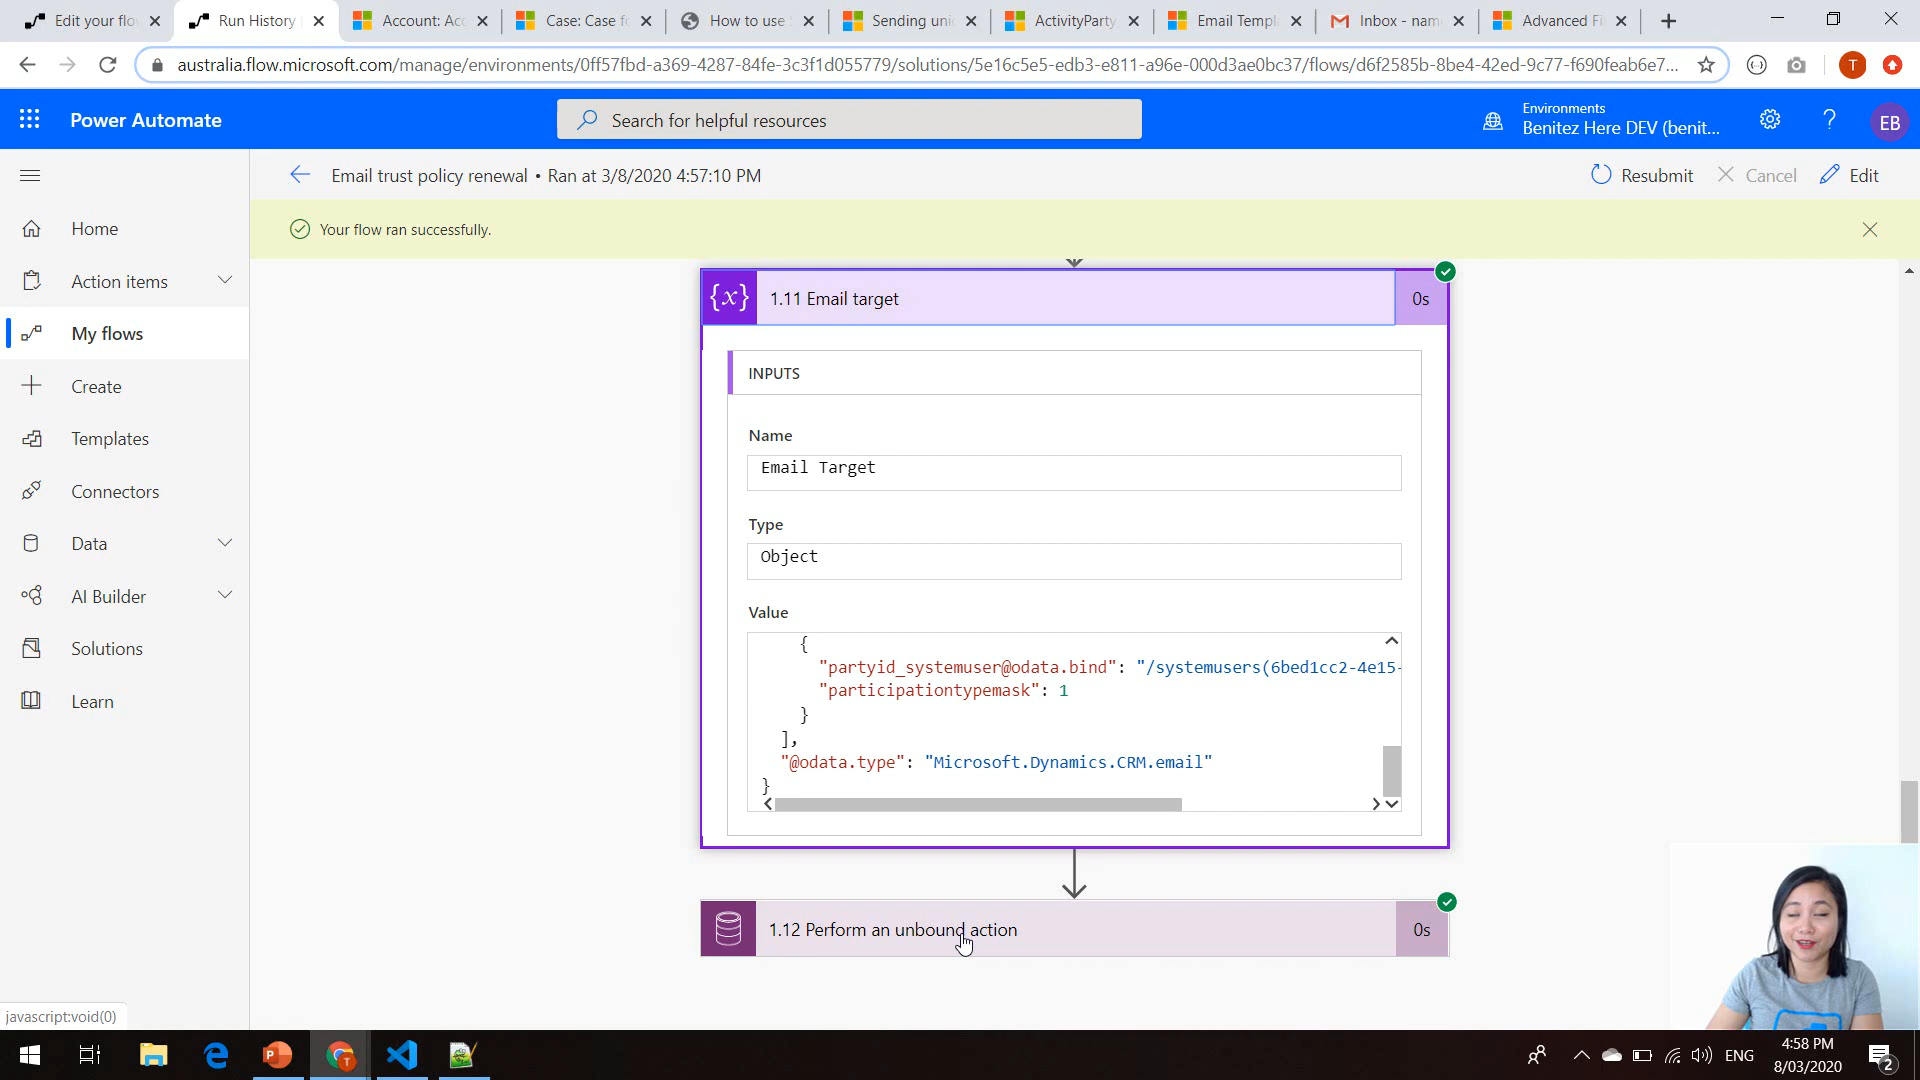 Edit your flo
Run History
Account: Acc
Case: Case fo
How to use
Sending uni
ActivityParty
Email Templ
Inbox - nam
Advanced Fi
australia.flow.microsoft.com/manage/environments/0ff57fbd-a369-4287-84fe-3c3f1d055779/solutions/5e16c5e5-edb3-e811-a96e-000d3ae0bc37/flows/d6f2585b-8be4-42ed-9c77-f690feab6e7...
T
Power Automate
Search for helpful resources
Environments
Benitez Here DEV (benit...
?
EB
Email trust policy renewal • Ran at 3/8/2020 4:57:10 PM
Resubmit
Cancel
Edit
Your flow ran successfully.
Home
Action items
My flows
Create
Templates
Connectors
Data
AI Builder
Solutions
Learn
{x}
1.11 Email target
0s
INPUTS
Name
Email Target
Type
Object
Value
{
"partyid_systemuser@odata.bind": "/systemusers(6bed1cc2-4e15-
"participationtypemask": 1
}
],
"@odata.type": "Microsoft.Dynamics.CRM.email"
}
1.12 Perform an unbound action
0s
javascript:void(0)
ENG
4:58 PM
8/03/2020
2